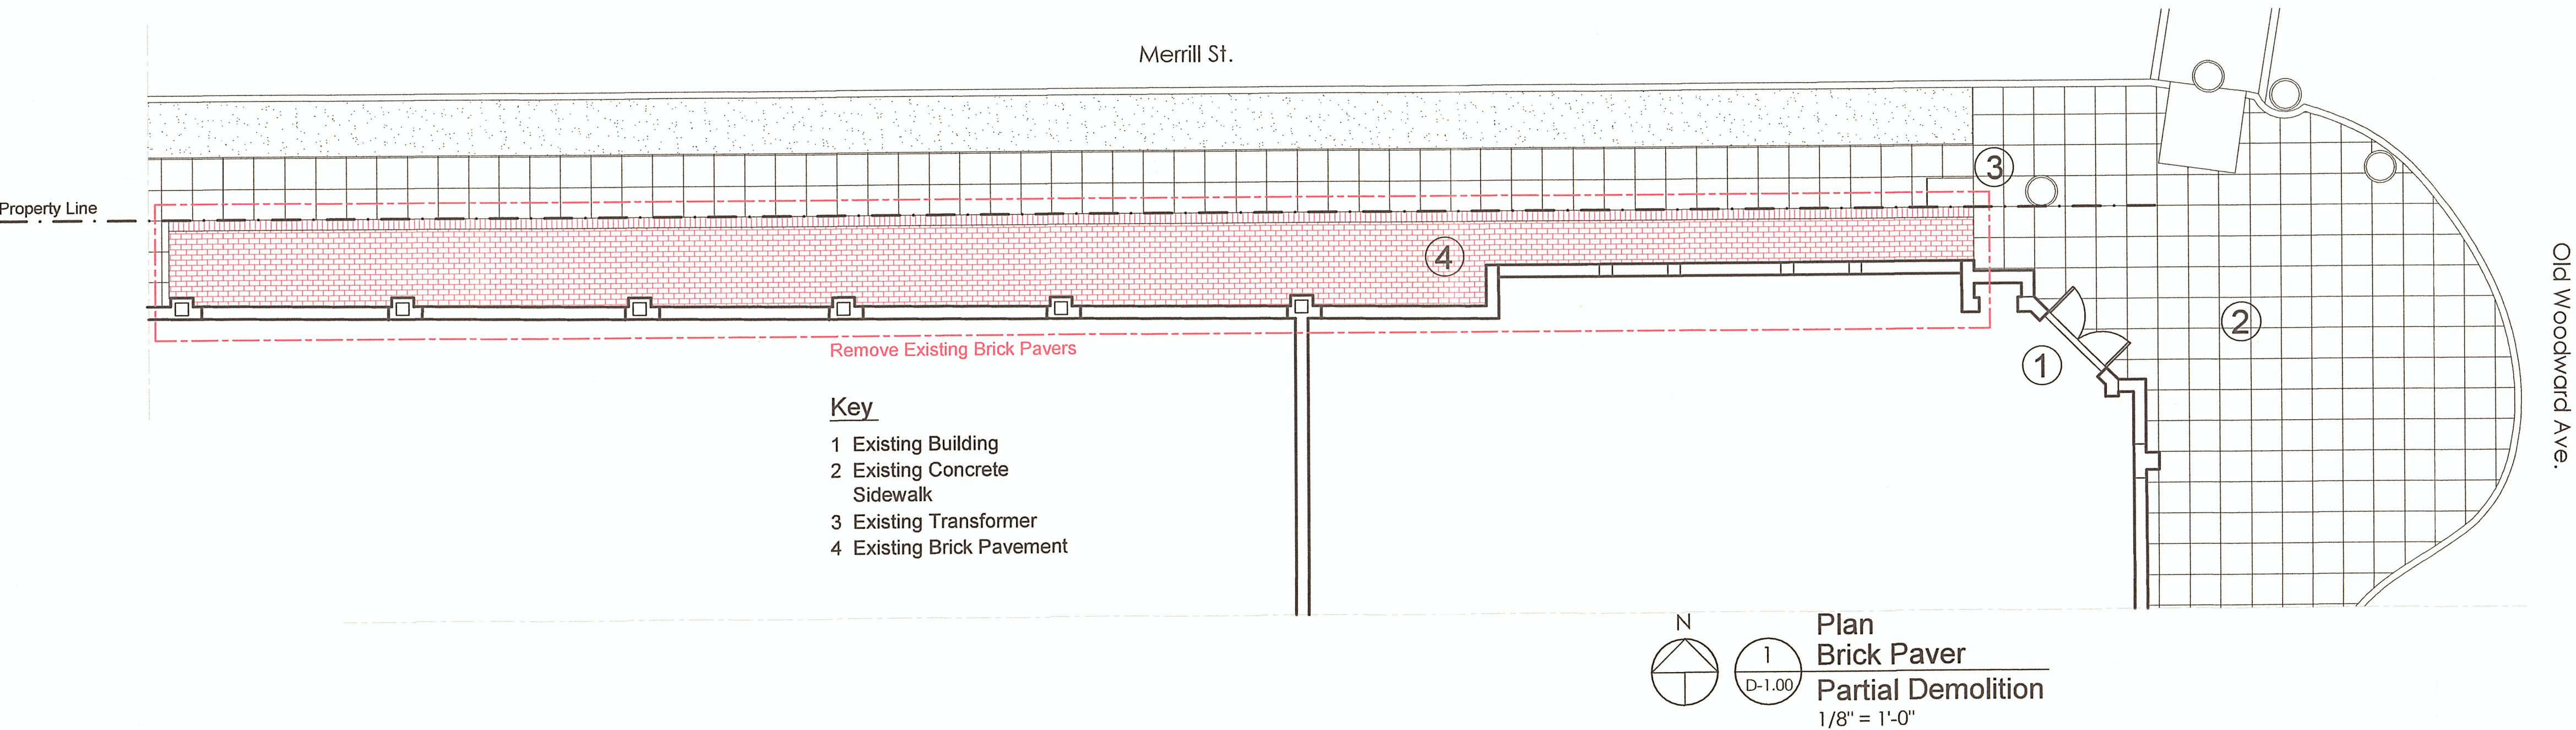 Merrill St.
Property Line
3
4
2
1
Old Woodward Ave.
Remove Existing Brick Pavers
Key
1 Existing Building
2 Existing Concrete
Sidewalk
3 Existing Transformer
4 Existing Brick Pavement
N
1
D-1.00
Plan
Brick Paver
Partial Demolition
1/8" = 1'-0"